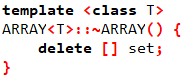 template <class T>
ARRAY<T>::~ARRAY() {
    delete [] set;
}